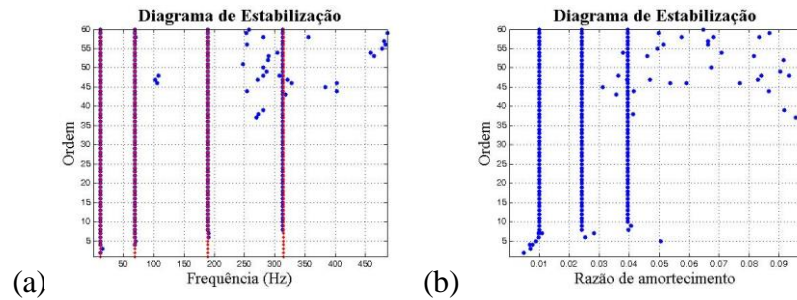 Diagrama de Estabilização
60
55
50
45
40
35
30
25
20
15
10
5
Ordem
50 100 150 200 250 300 350 400 450
Frequência (Hz)
(a)
Diagrama de Estabilização
60
55
50
45
40
35
30
25
20
15
10
5
Ordem
0.01 0.02 0.03 0.04 0.05 0.06 0.07 0.08 0.09
Razão de amortecimento
(b)